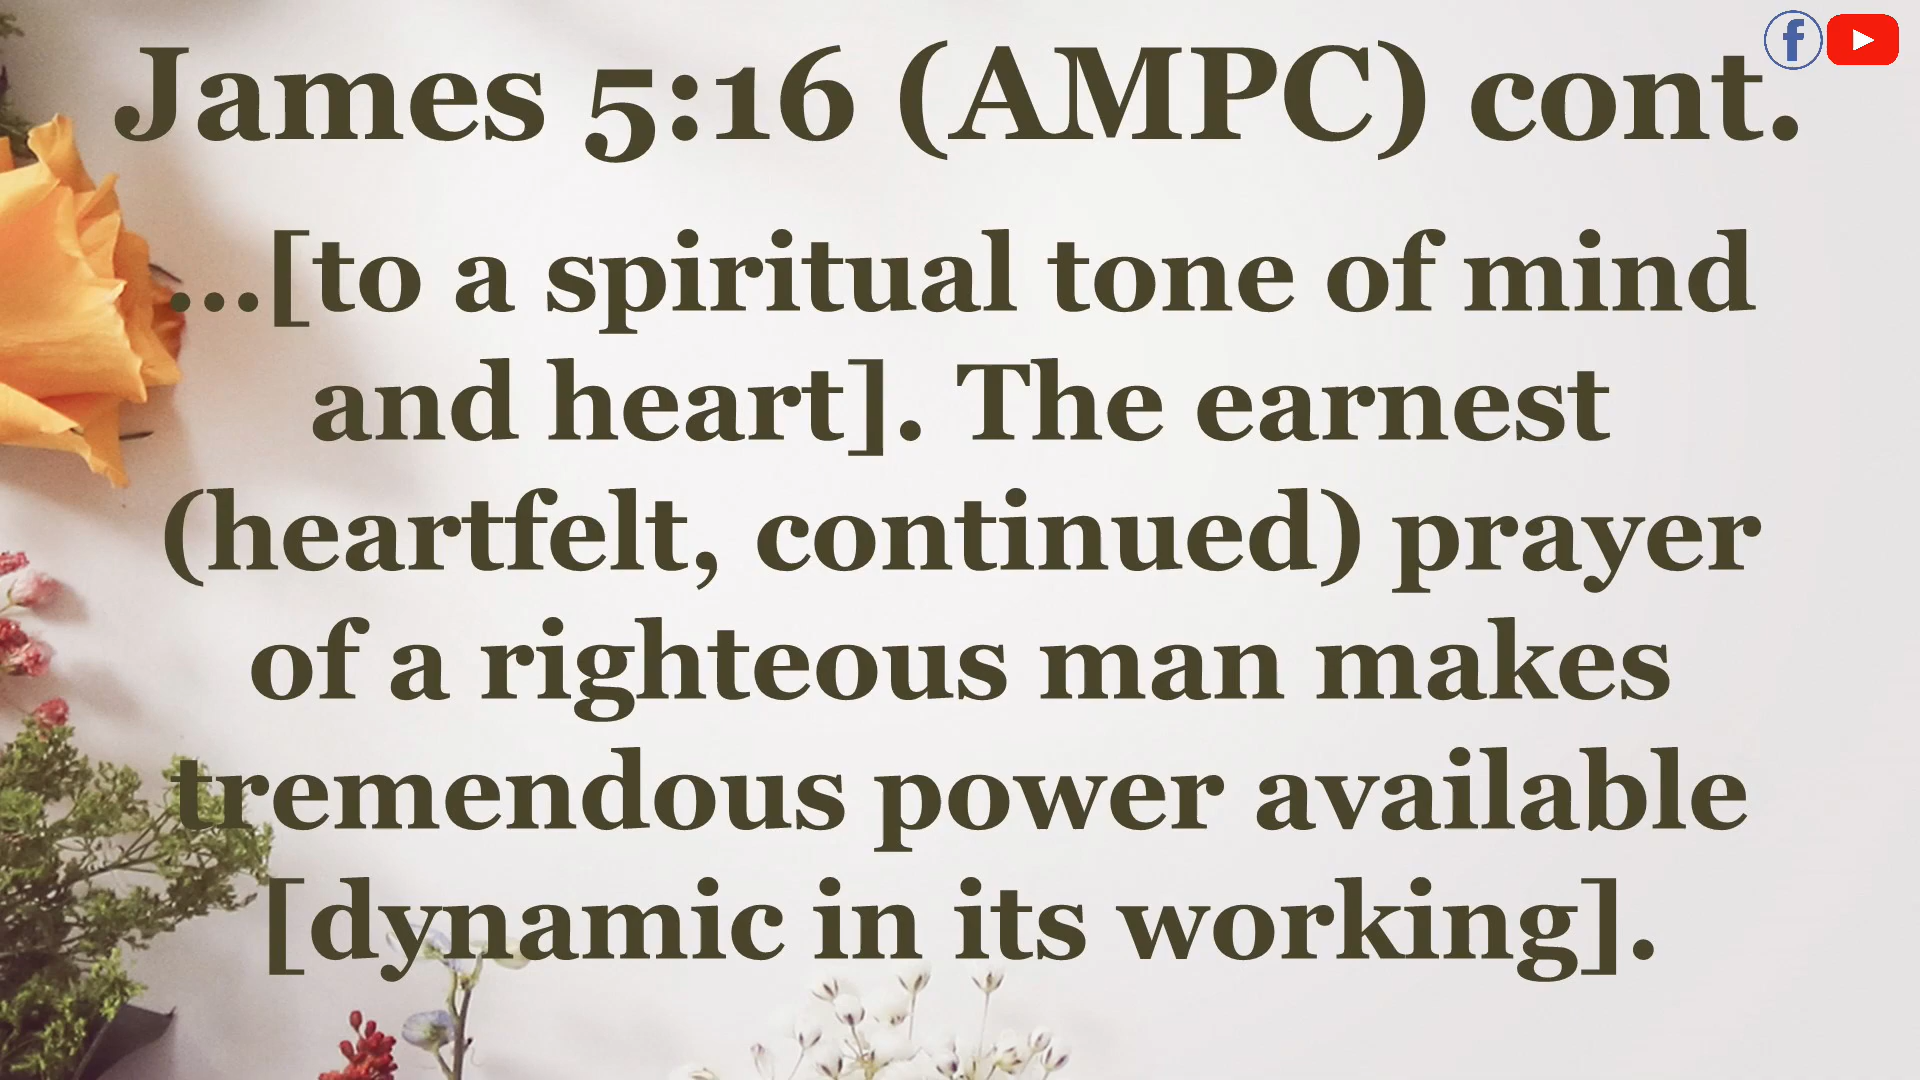 James 5:16 (AMPC) cont.
...[to a spiritual tone of mind
and heart]. The earnest
(heartfelt, continued) prayer
of a righteous man makes
tremendous power available
[dynamic in its working].